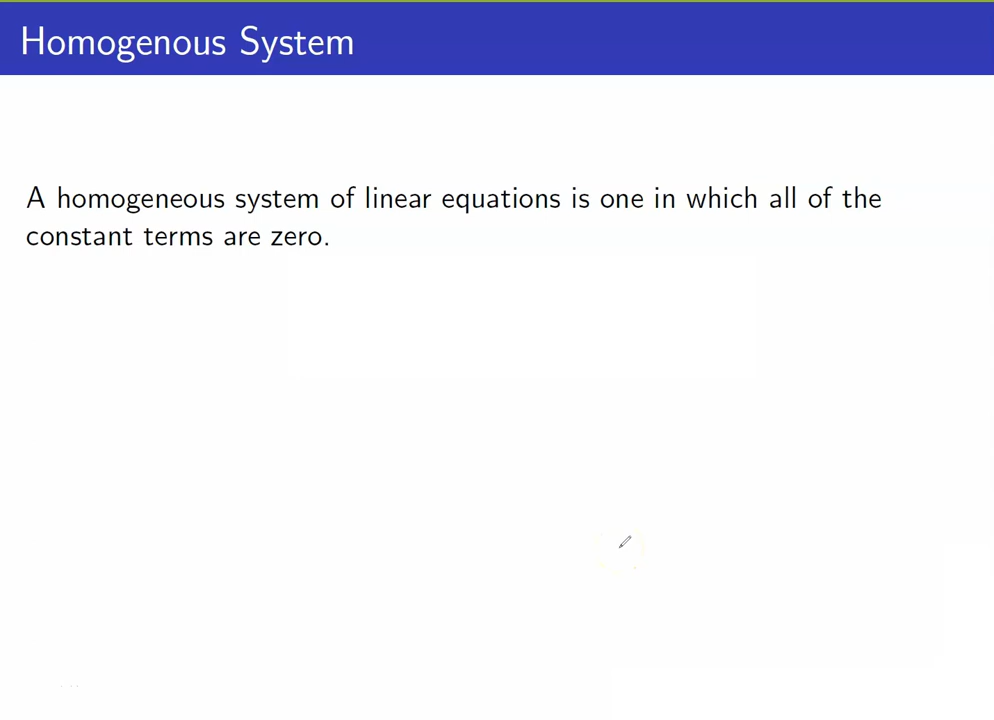 Homogenous System
A homogeneous system of linear equations is one in which all of the
constant terms are zero.